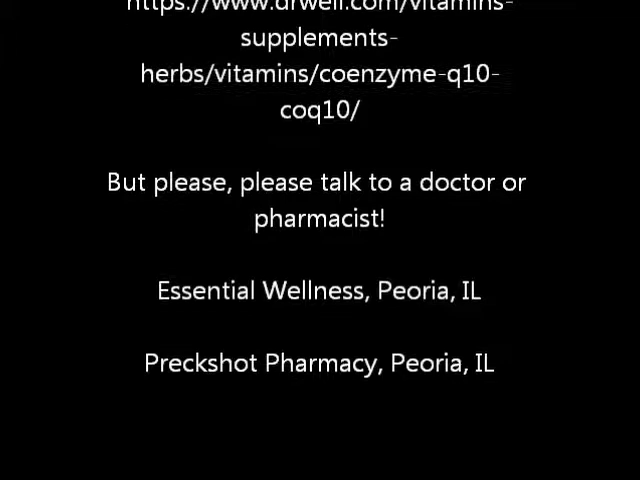 https://www.drweil.com/vitamins-
supplements-
herbs/vitamins/coenzyme-q10-
coq10/
But please, please talk to a doctor or
pharmacist!
Essential Wellness, Peoria, IL
Preckshot Pharmacy, Peoria, IL